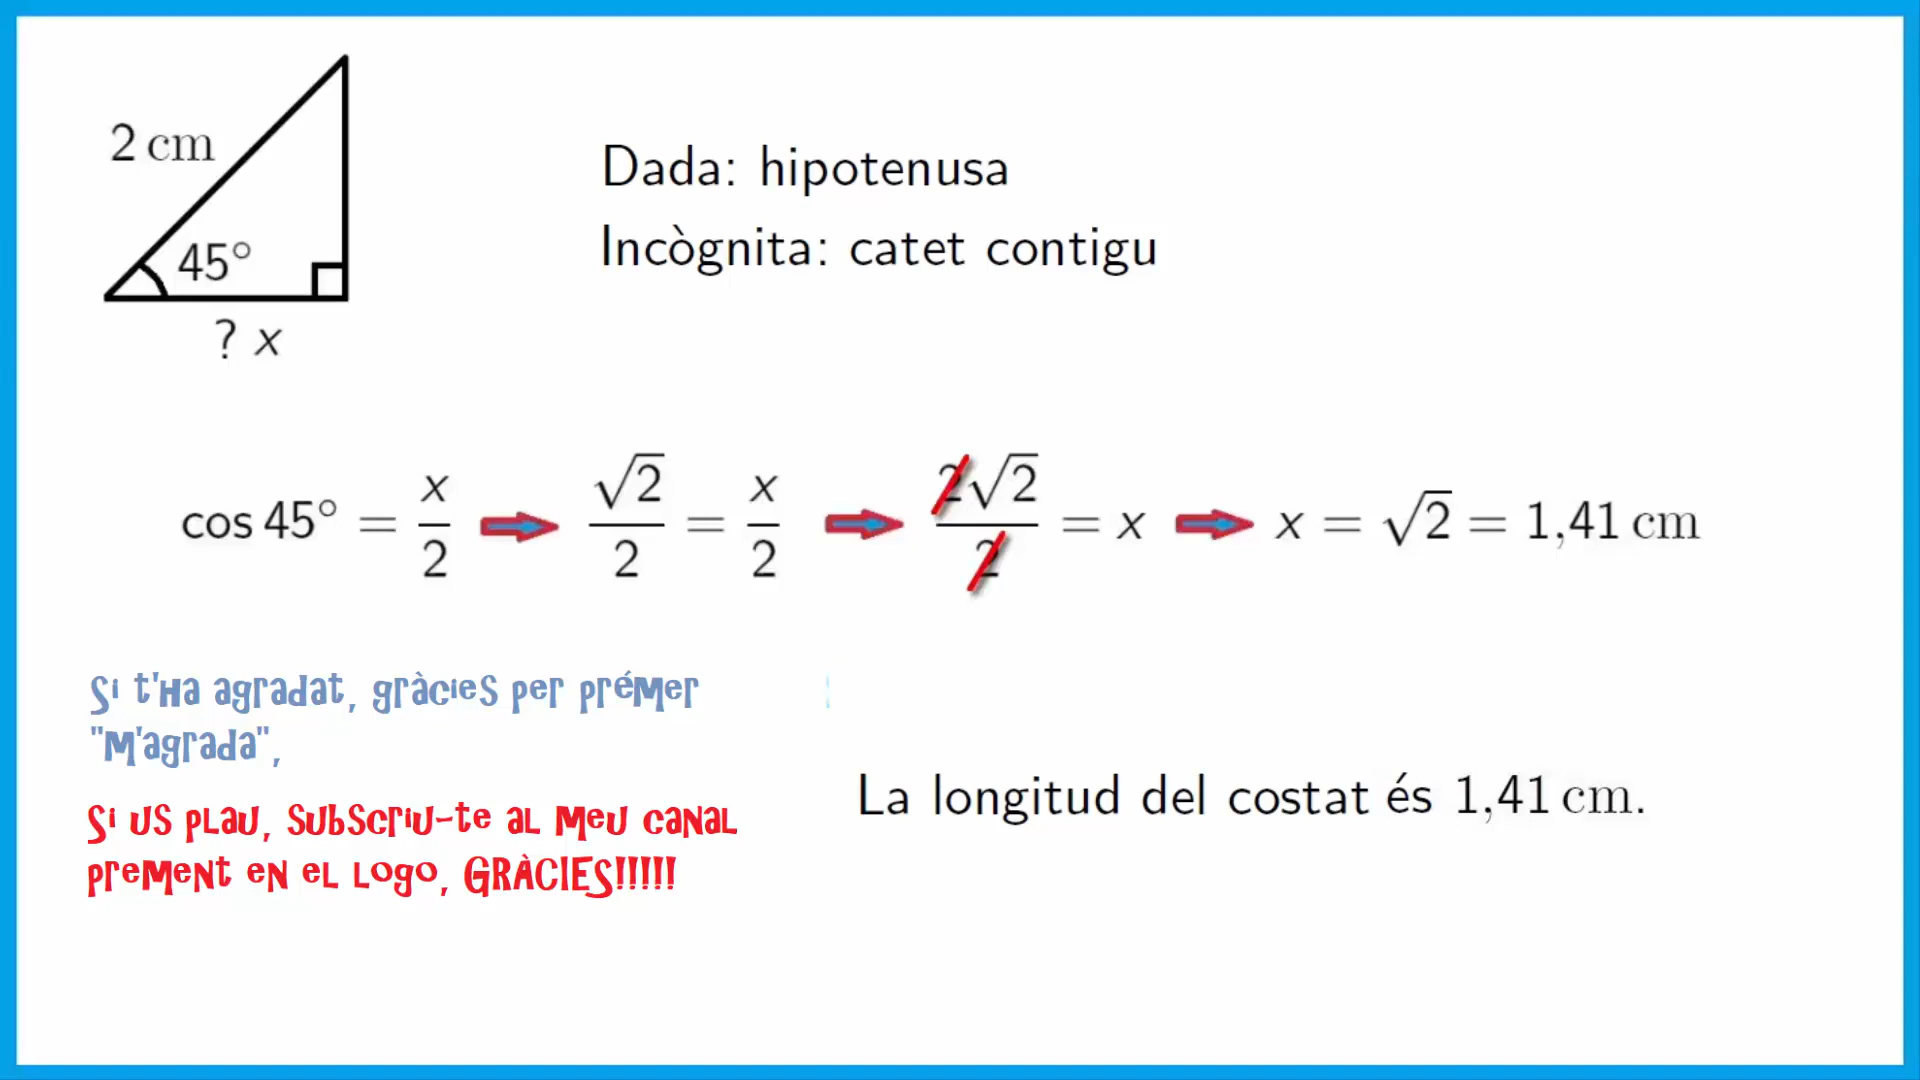 2 cm
45°
? x
Dada: hipotenusa
Incògnita: catet contigu
cos 45° = x/2 ⇒ √2/2 = x/2 ⇒ 2√2/2 = x ⇒ x = √2 = 1,41 cm
Si t'ha agradat, gràcies per prémer
"M'agrada",
Si us plau, subscriu-te al meu canal
prement en el logo, GRÀCIES!!!!!
La longitud del costat és 1,41 cm.